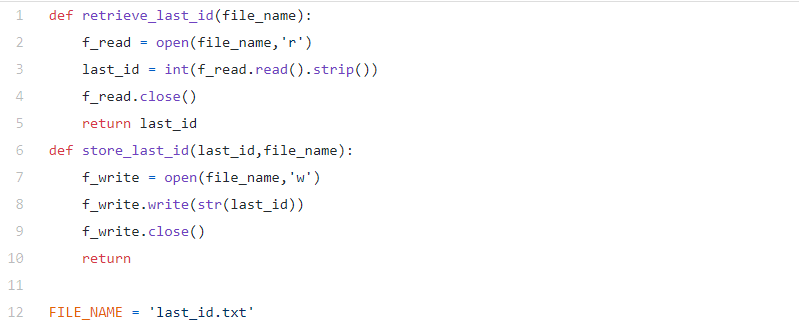 1 def retrieve_last_id(file_name):
2     f_read = open(file_name,'r')
3     last_id = int(f_read.read().strip())
4     f_read.close()
5     return last_id
6 def store_last_id(last_id,file_name):
7     f_write = open(file_name,'w')
8     f_write.write(str(last_id))
9     f_write.close()
10     return
11
12 FILE_NAME = 'last_id.txt'